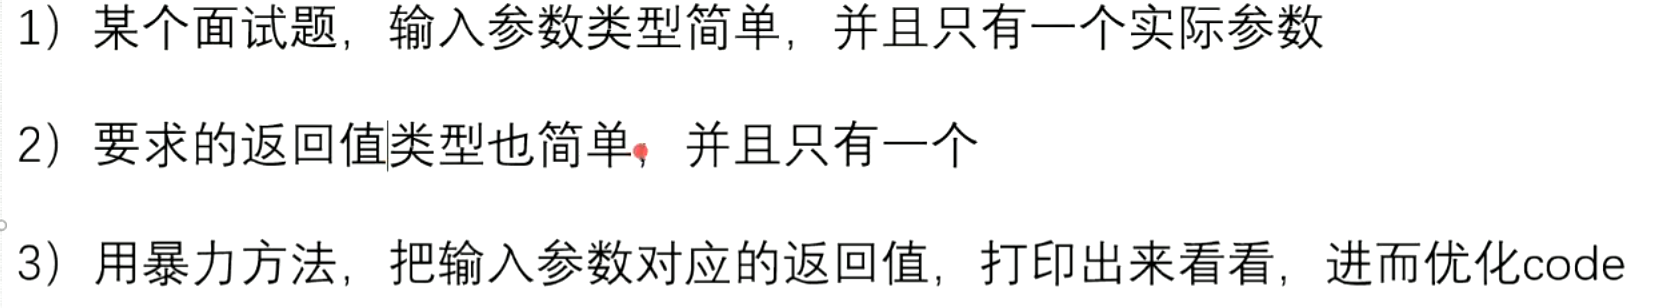 1）某个面试题，输入参数类型简单，并且只有一个实际参数
2）要求的返回值类型也简单，并且只有一个
3）用暴力方法，把输入参数对应的返回值，打印出来看看，进而优化code